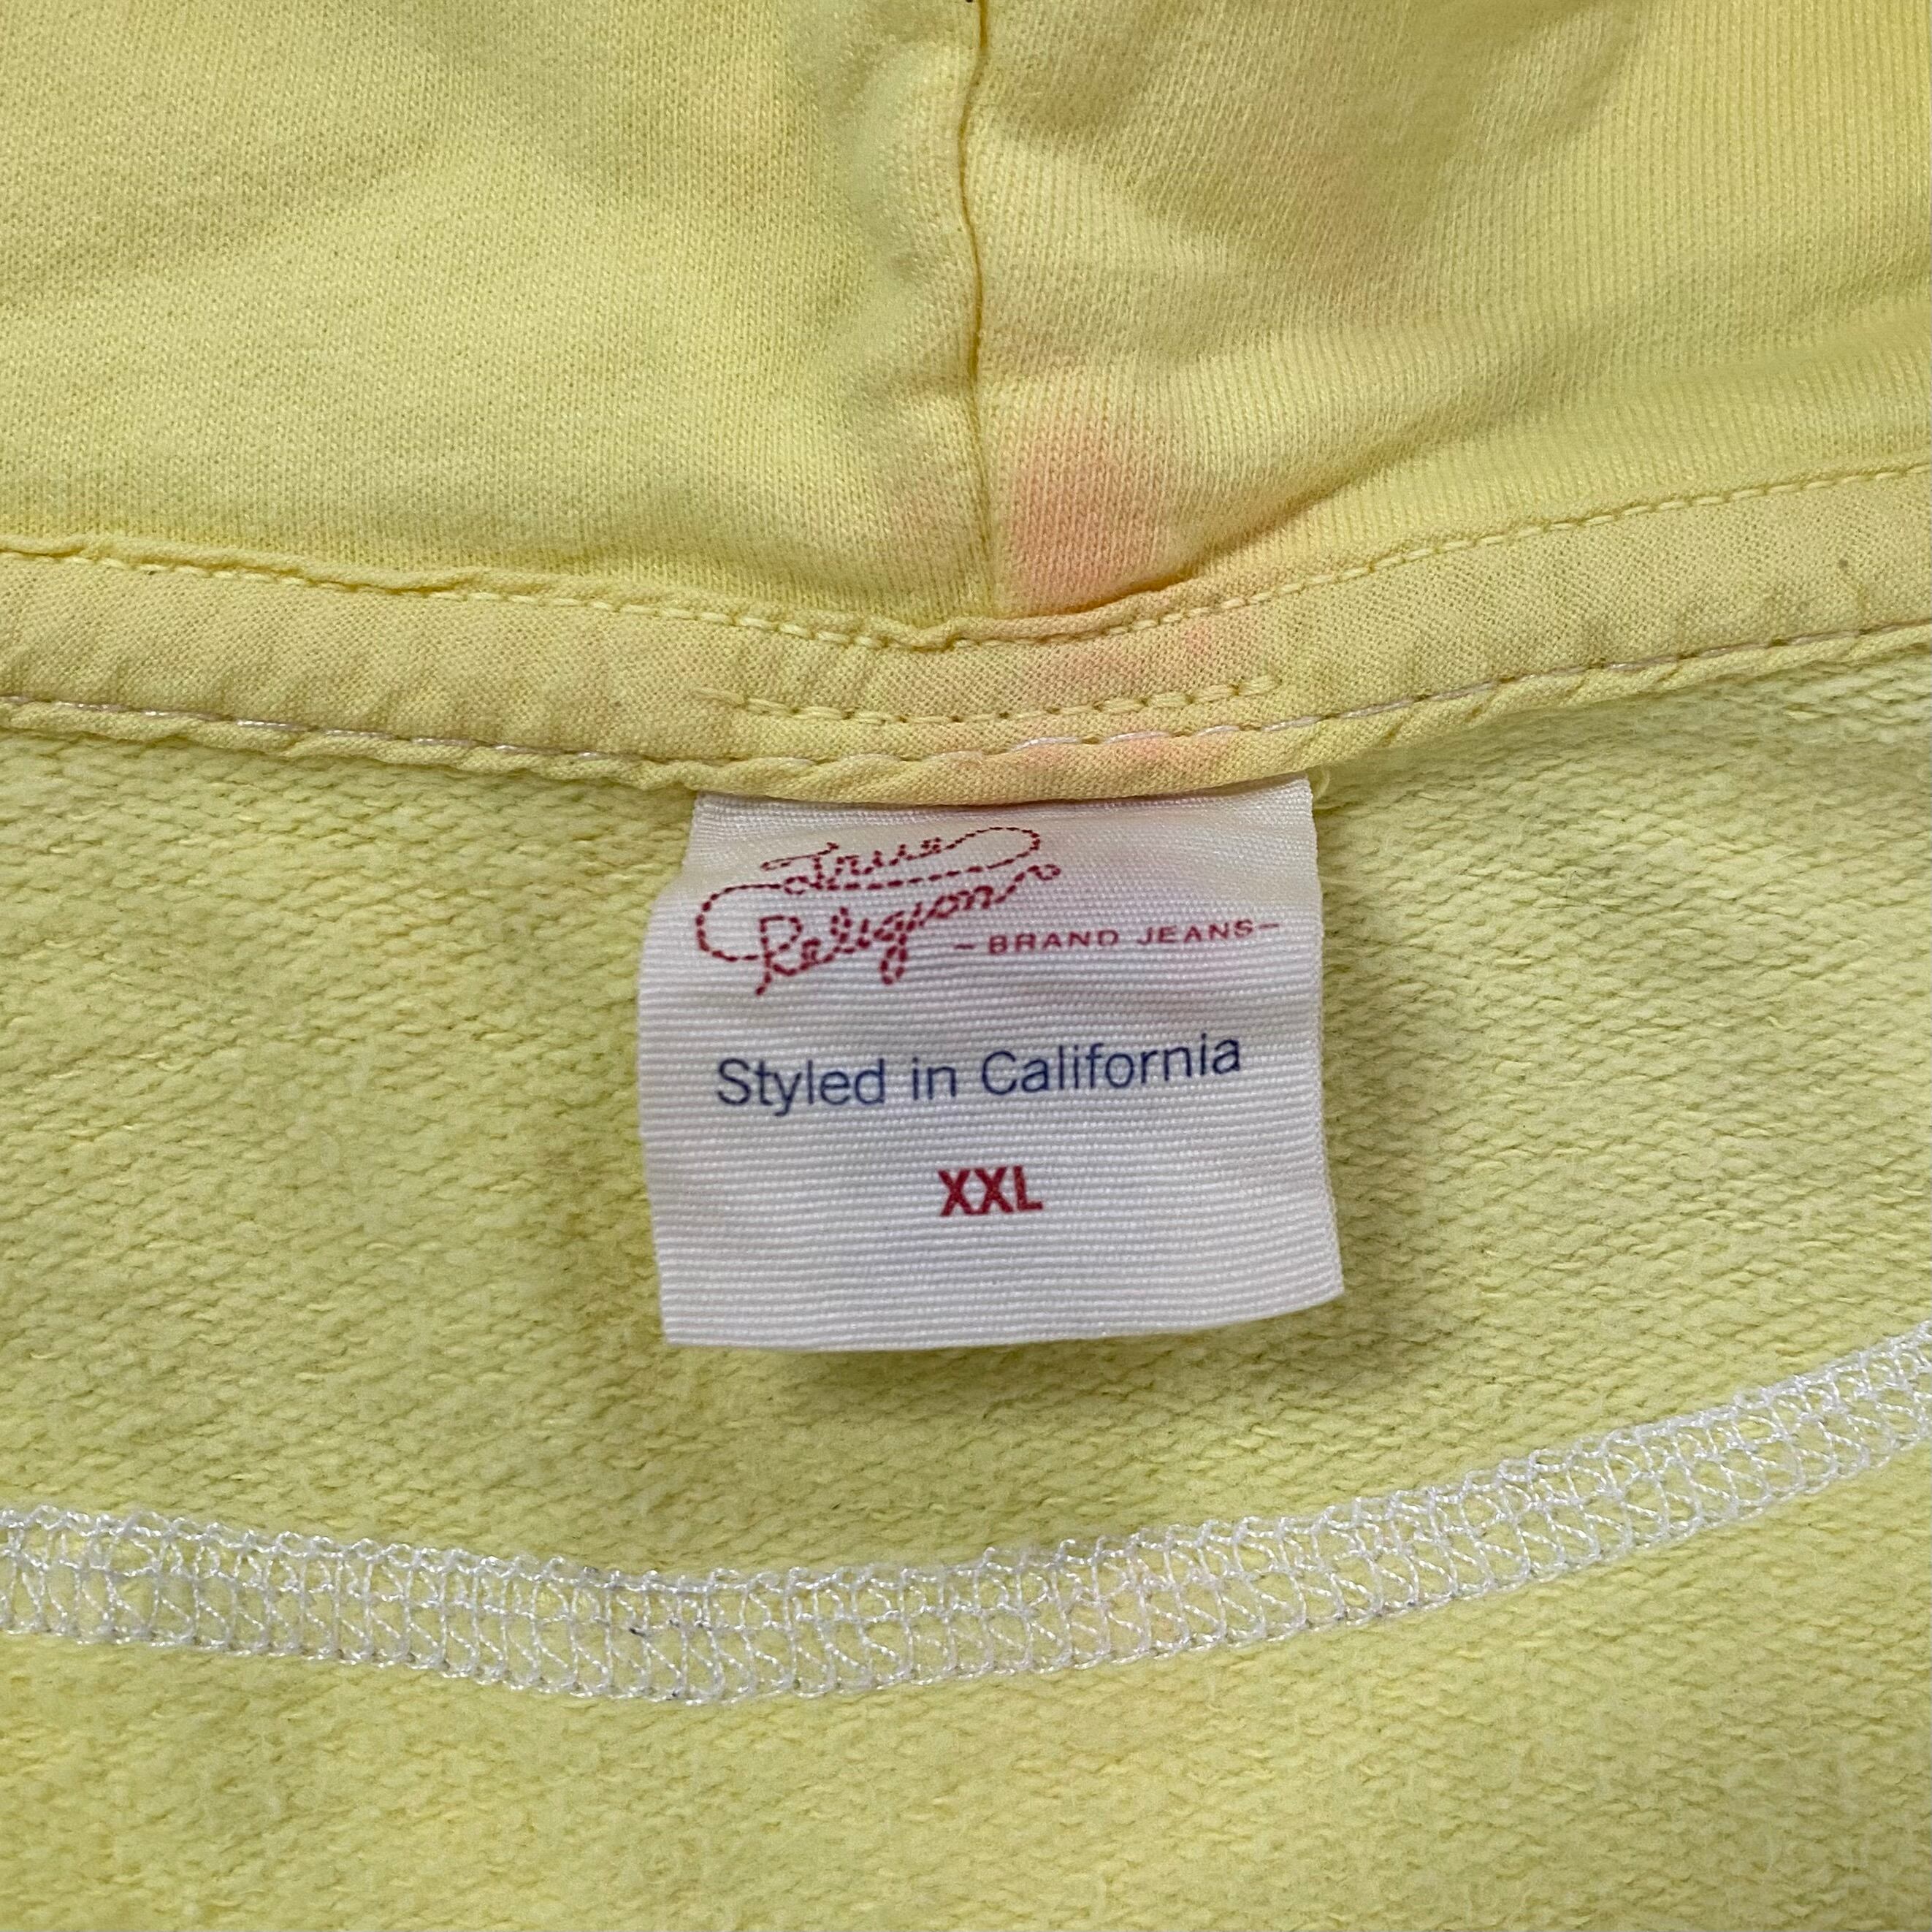 True
Religion
-BRAND JEANS-
Styled in California
XXL